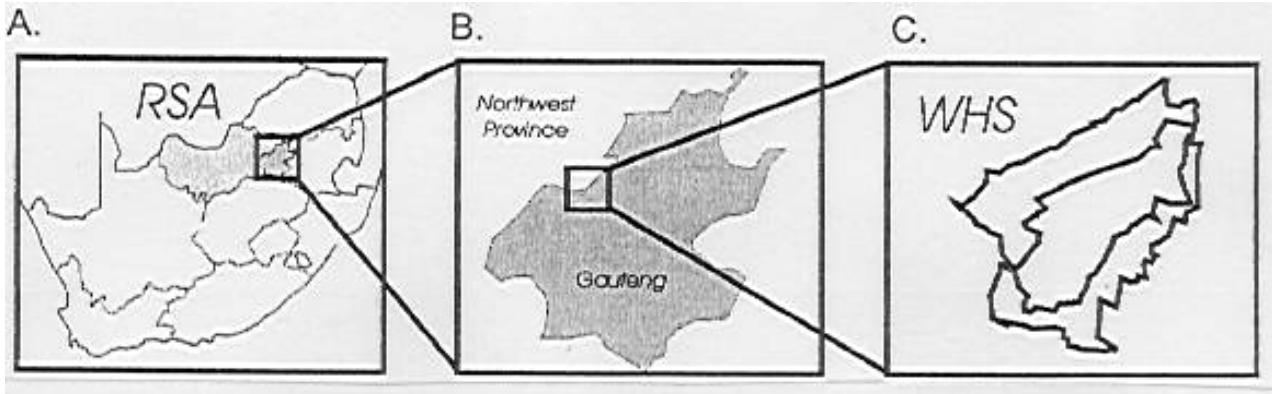 A.
B.
C.
RSA
Northwest
Province
Gauteng
WHS